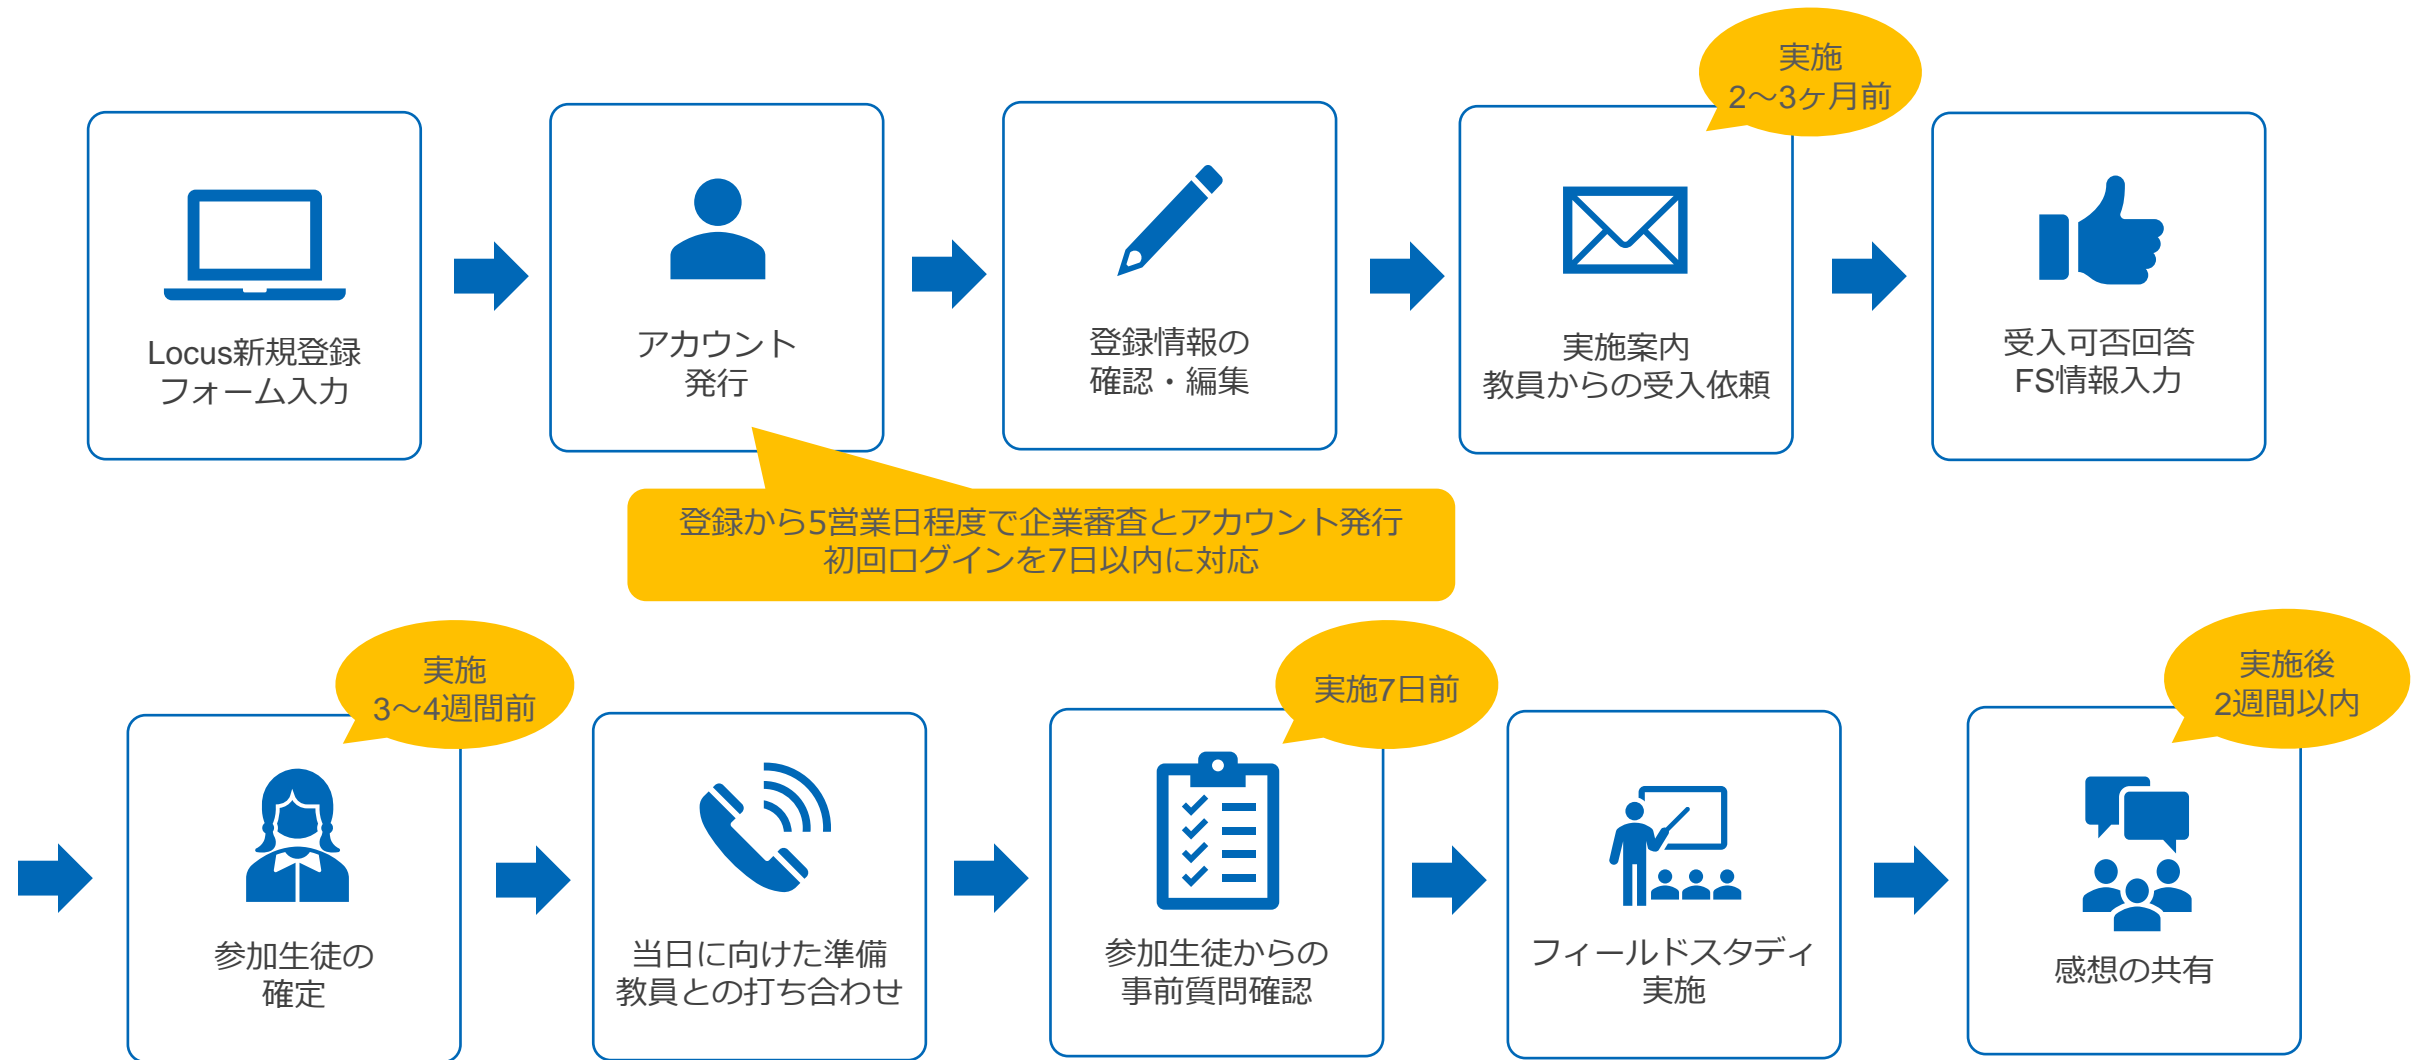 実施
2～3ヶ月前
Locus新規登録
フォーム入力
アカウント
発行
登録情報の
確認・編集
実施案内
教員からの受入依頼
受入可否回答
FS情報入力
登録から5営業日程度で企業審査とアカウント発行
初回ログインを7日以内に対応
実施
3～4週間前
参加生徒の
確定
当日に向けた準備
教員との打ち合わせ
実施7日前
参加生徒からの
事前質問確認
フィールドスタディ
実施
実施後
2週間以内
感想の共有